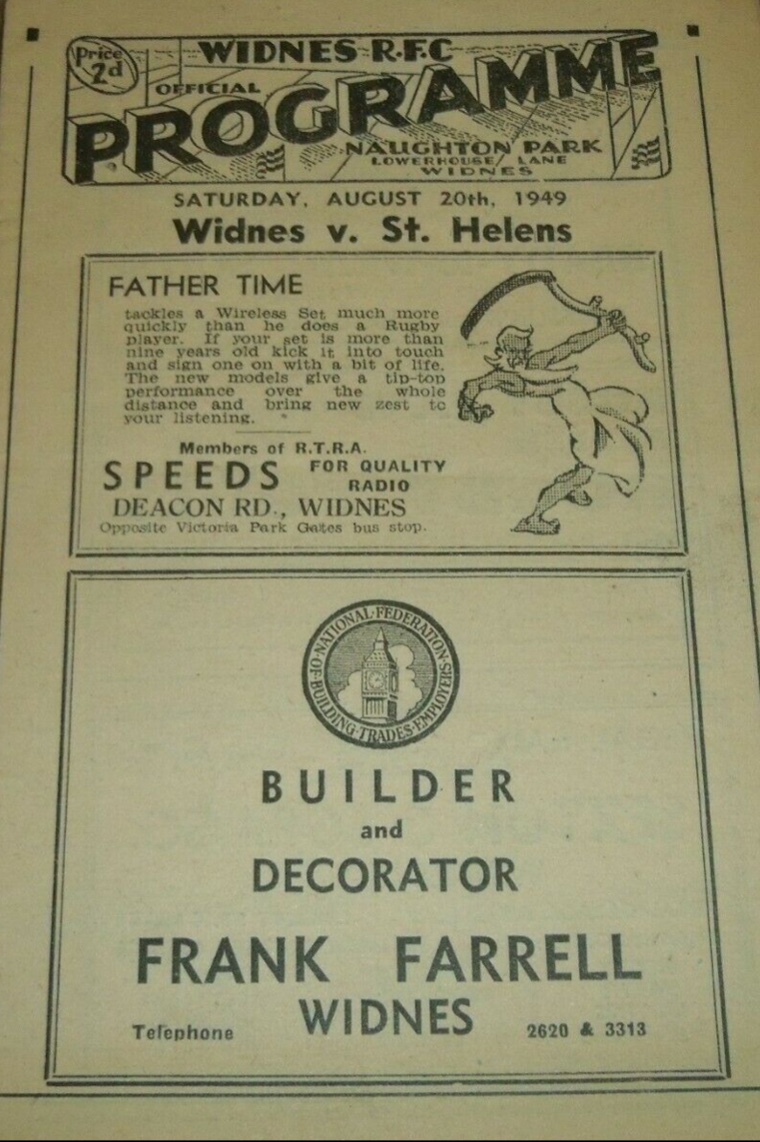 Price
2d
WIDNES R.F.C
OFFICIAL
PROGRAMME
NAUGHTON PARK
LOWERHOUSE LANE
WIDNES
SATURDAY, AUGUST 20th, 1949
Widnes v. St. Helens
FATHER TIME
tackles a Wireless Set much more
quickly than he does a Rugby
player. If your set is more than
nine years old kick it into touch
and sign one on with a bit of life.
The new models give a tip-top
performance over the whole
distance and bring new zest to
your listening.
Members of R.T.R.A.
SPEEDS FOR QUALITY
RADIO
DEACON RD., WIDNES
Opposite Victoria Park Gates bus stop.
NATIONAL·FEDERATION
·OF·BUILDING·TRADES·EMPLOYERS·
BUILDER
and
DECORATOR
FRANK FARRELL
WIDNES
Telephone 2620 & 3313